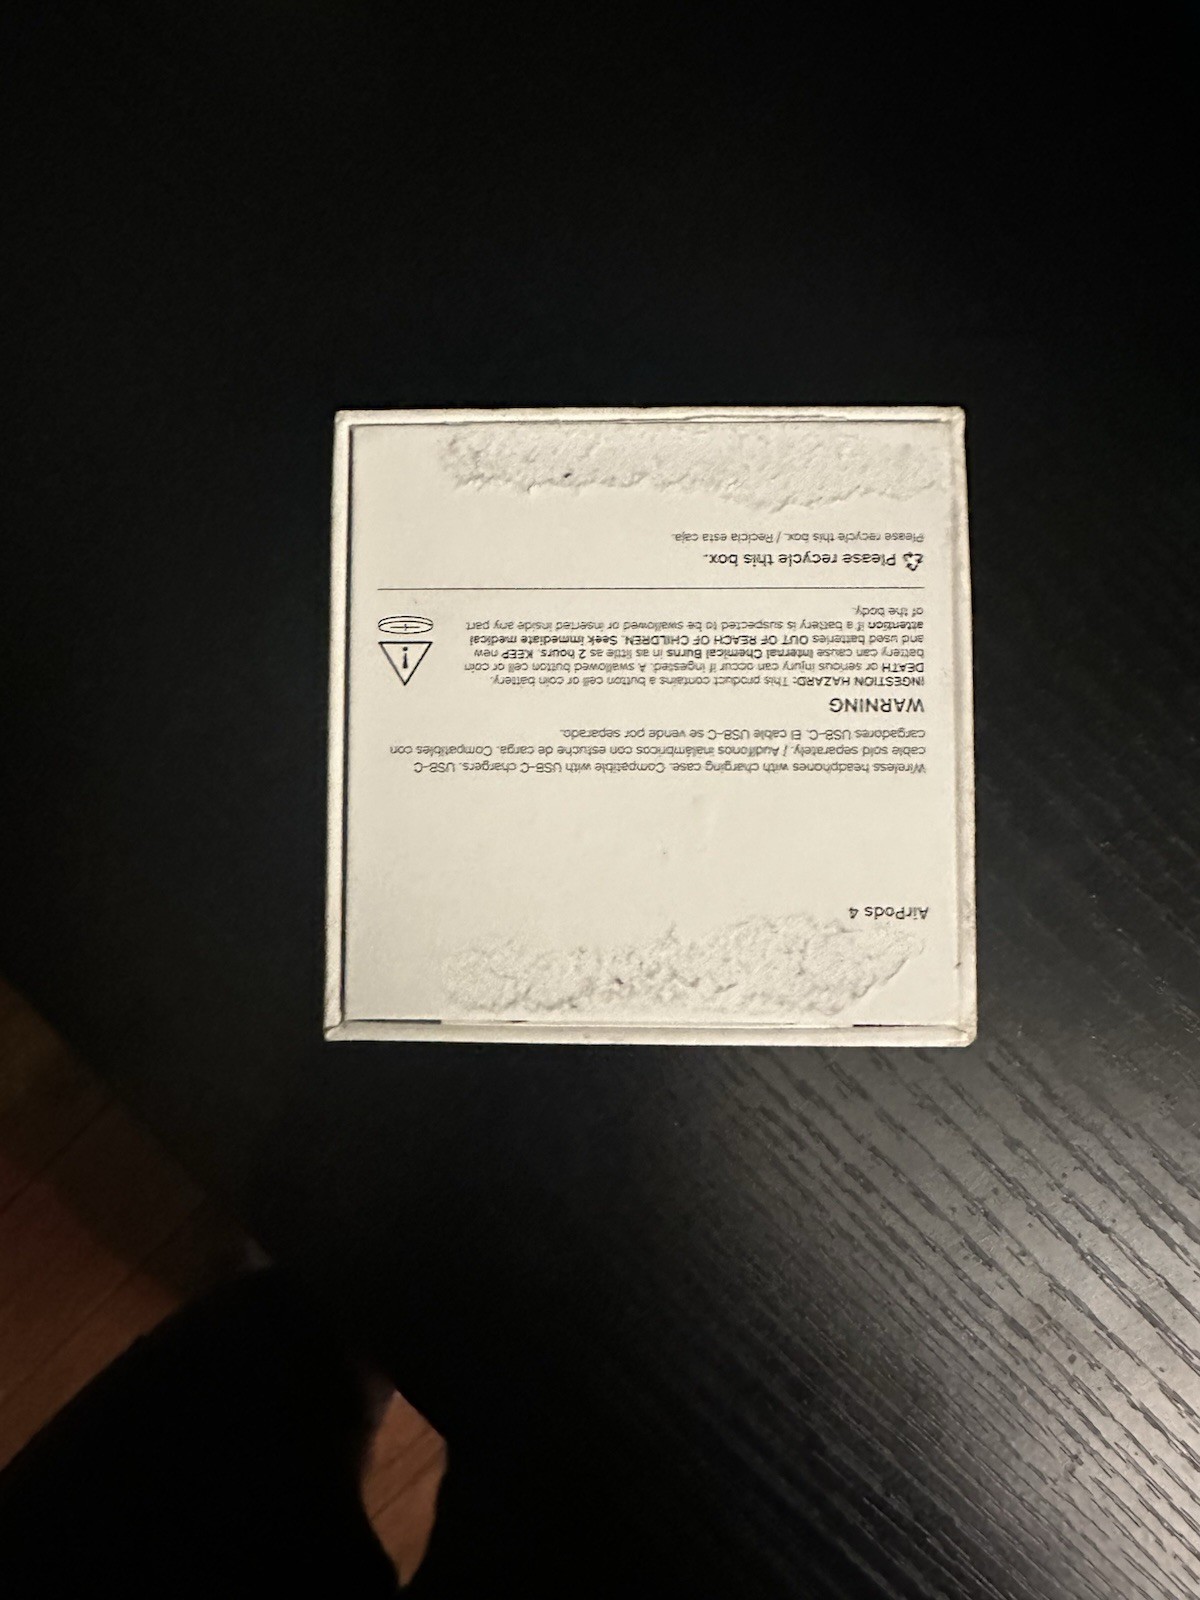 AirPods 4
Wireless headphones with charging case. Compatible with USB-C chargers. USB-C
cable sold separately. / Audífonos inalámbricos con estuche de carga. Compatibles con
cargadores USB-C. El cable USB-C se vende por separado.
WARNING
INGESTION HAZARD: This product contains a button cell or coin battery.
DEATH or serious injury can occur if ingested. A swallowed button cell or coin
battery can cause Internal Chemical Burns in as little as 2 hours. KEEP new
and used batteries OUT OF REACH OF CHILDREN. Seek immediate medical
attention if a battery is suspected to be swallowed or inserted inside any part
of the body.
Please recycle this box.
Please recycle this box. / Recicla esta caja.